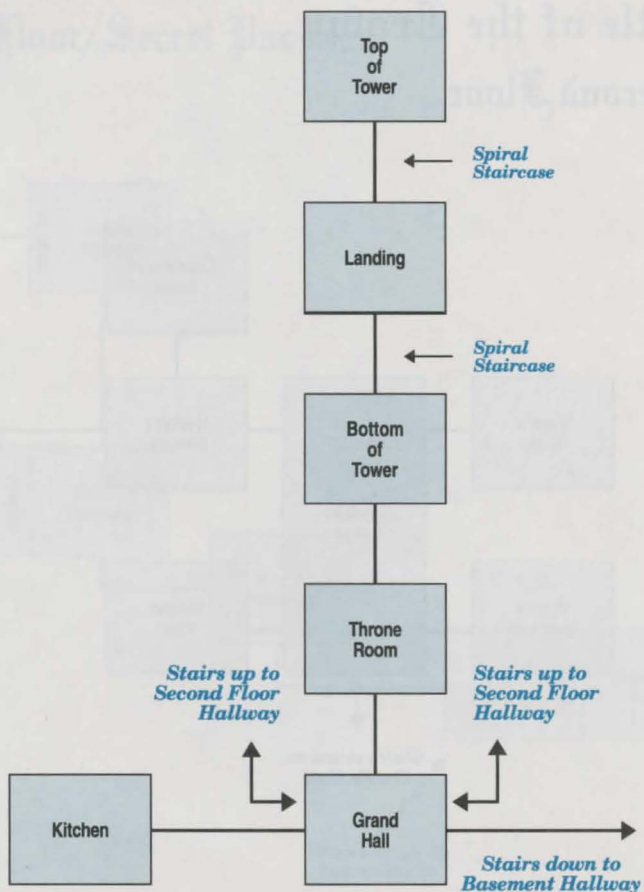 Top
of
Tower
Spiral
Staircase
Landing
Spiral
Staircase
Bottom
of
Tower
Throne
Room
Stairs up to
Second Floor
Hallway
Stairs up to
Second Floor
Hallway
Kitchen
Grand
Hall
Stairs down to
Basement Hallway